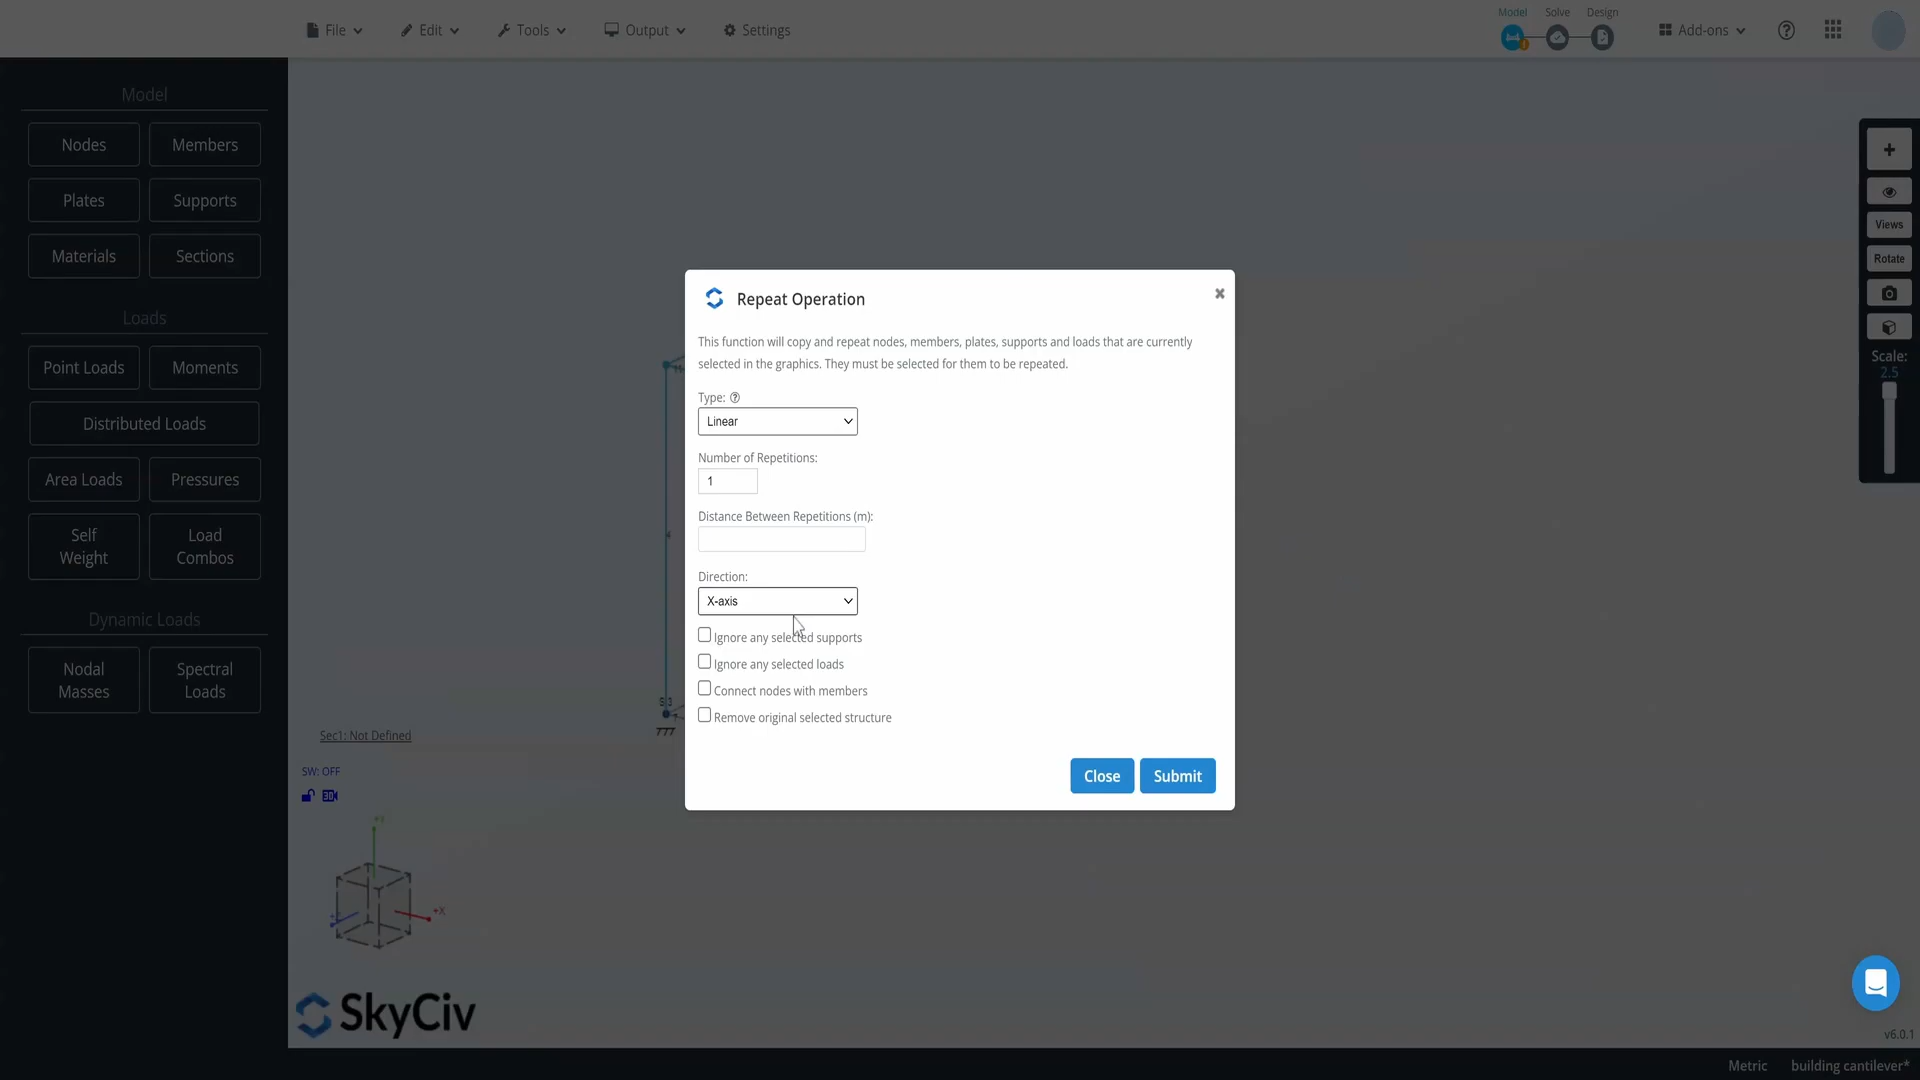 File
Edit
Tools
Output
Settings
Model
Solve
Design
Add-ons
Model
Nodes
Members
Plates
Supports
Materials
Sections
Loads
Point Loads
Moments
Distributed Loads
Area Loads
Pressures
Self
Weight
Load
Combos
Dynamic Loads
Nodal
Masses
Spectral
Loads
Repeat Operation
This function will copy and repeat nodes, members, plates, supports and loads that are currently
selected in the graphics. They must be selected for them to be repeated.
Type:
Linear
Number of Repetitions:
1
Distance Between Repetitions (m):
Direction:
X-axis
Ignore any selected supports
Ignore any selected loads
Connect nodes with members
Remove original selected structure
Close
Submit
Views
Rotate
Scale:
2.5
4
Sec1: Not Defined
SW: OFF
3D
+X
SkyCiv
v6.0.1
Metric
building cantilever*